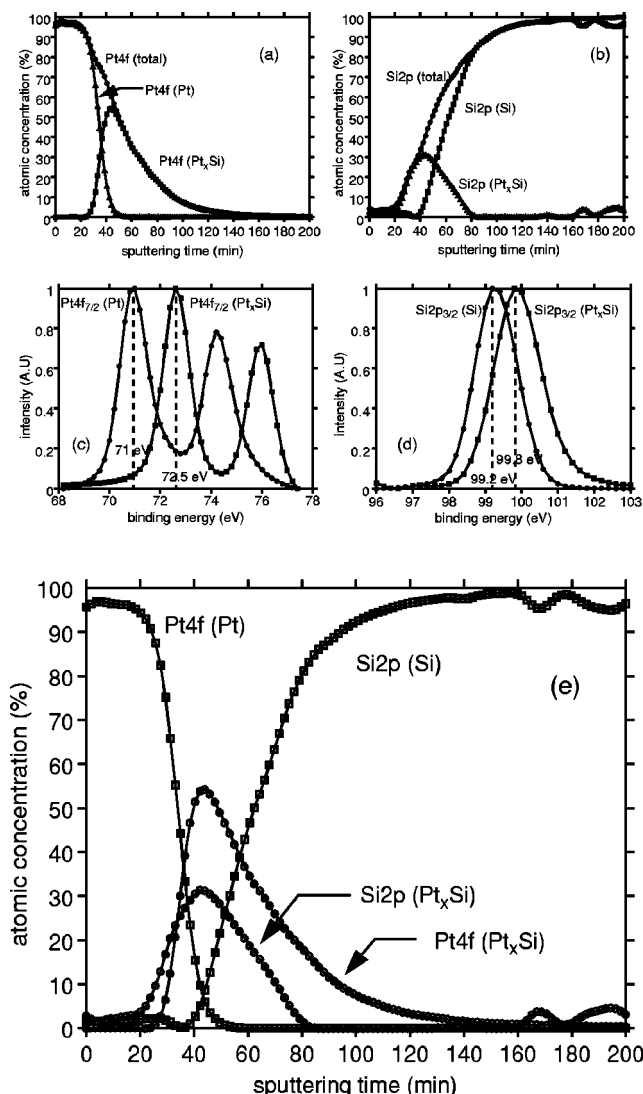 100
90
80
70
60
50
40
30
20
10
0
atomic concentration (%)
Pt4f (total)
(a)
Pt4f (Pt)
Pt4f (PtxSi)
0 20 40 60 80 100 120 140 160 180 200
sputtering time (min)
100
90
80
70
60
50
40
30
20
10
0
atomic concentration (%)
(b)
Si2p (total)
Si2p (Si)
Si2p (PtxSi)
0 20 40 60 80 100 120 140 160 180 200
sputtering time (min)
1
0.8
0.6
0.4
0.2
0
intensity (A.U)
Pt4f7/2 (Pt) Pt4f7/2 (PtxSi)
(c)
71 eV
72.5 eV
68 70 72 74 76 78
binding energy (eV)
1
0.8
0.6
0.4
0.2
0
intensity (A.U)
Si2p3/2 (Si) Si2p3/2 (PtxSi)
(d)
99.8 eV
99.2 eV
96 97 98 99 100 101 102 103
binding energy (eV)
100
90
80
70
60
50
40
30
20
10
0
atomic concentration (%)
Pt4f (Pt)
Si2p (Si)
(e)
Si2p (PtxSi)
Pt4f (PtxSi)
0 20 40 60 80 100 120 140 160 180 200
sputtering time (min)